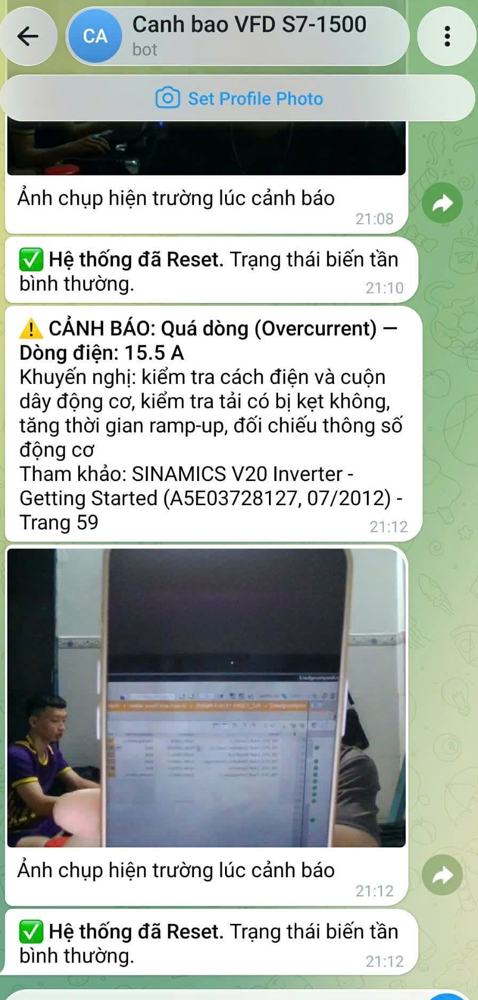 Canh bao VFD S7-1500
CA
bot
Set Profile Photo
Ảnh chụp hiện trường lúc cảnh báo
21:08
✅ Hệ thống đã Reset. Trạng thái biến tần
bình thường.
21:10
⚠️ CẢNH BÁO: Quá dòng (Overcurrent) —
Dòng điện: 15.5 A
Khuyến nghị: kiểm tra cách điện và cuộn
dây động cơ, kiểm tra tải có bị kẹt không,
tăng thời gian ramp-up, đối chiếu thông số
động cơ
Tham khảo: SINAMICS V20 Inverter -
Getting Started (A5E03728127, 07/2012) -
Trang 59
21:12
Ảnh chụp hiện trường lúc cảnh báo
21:12
✅ Hệ thống đã Reset. Trạng thái biến tần
bình thường.
21:12